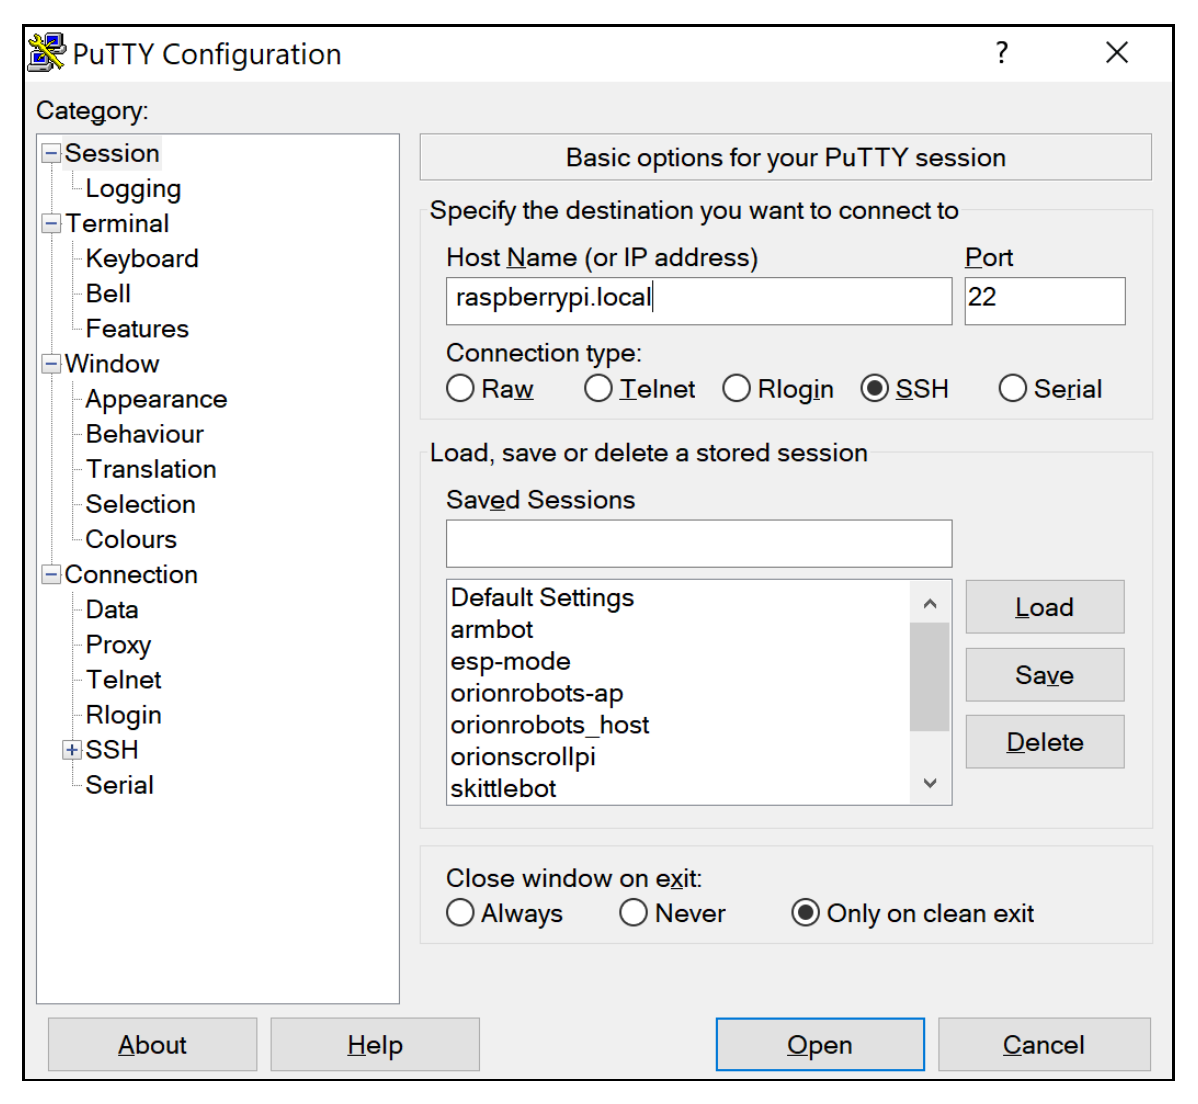 PuTTY Configuration
?
Category:
Session
Logging
Terminal
Keyboard
Bell
Features
Window
Appearance
Behaviour
Translation
Selection
Colours
Connection
Data
Proxy
Telnet
Rlogin
SSH
Serial
Basic options for your PuTTY session
Specify the destination you want to connect to
Host Name (or IP address) Port
raspberrypi.local 22
Connection type:
Raw Telnet Rlogin SSH Serial
Load, save or delete a stored session
Saved Sessions
Default Settings
armbot
esp-mode
orionrobots-ap
orionrobots_host
orionscrollpi
skittlebot
Load
Save
Delete
Close window on exit:
Always Never Only on clean exit
About Help Open Cancel